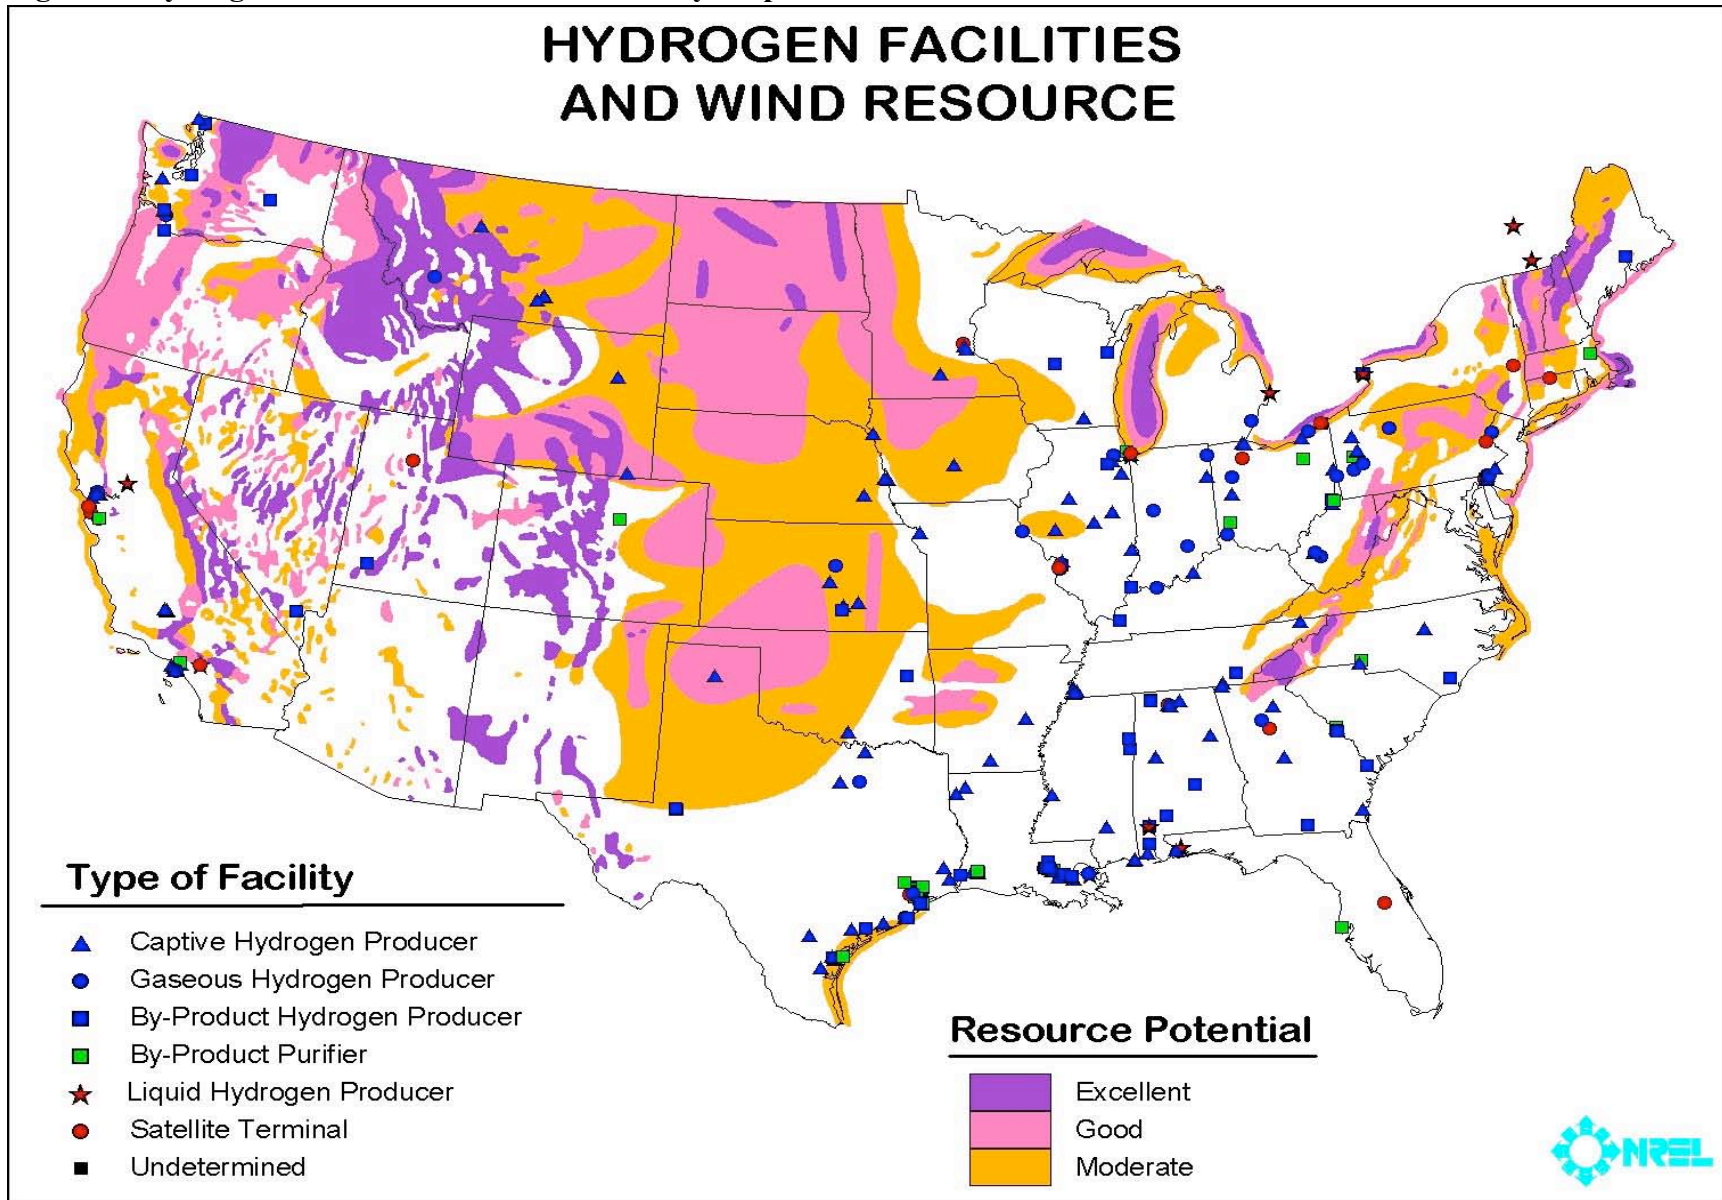 HYDROGEN FACILITIES
AND WIND RESOURCE
Type of Facility
Captive Hydrogen Producer
Gaseous Hydrogen Producer
By-Product Hydrogen Producer
By-Product Purifier
Liquid Hydrogen Producer
Satellite Terminal
Undetermined
Resource Potential
Excellent
Good
Moderate
NREL